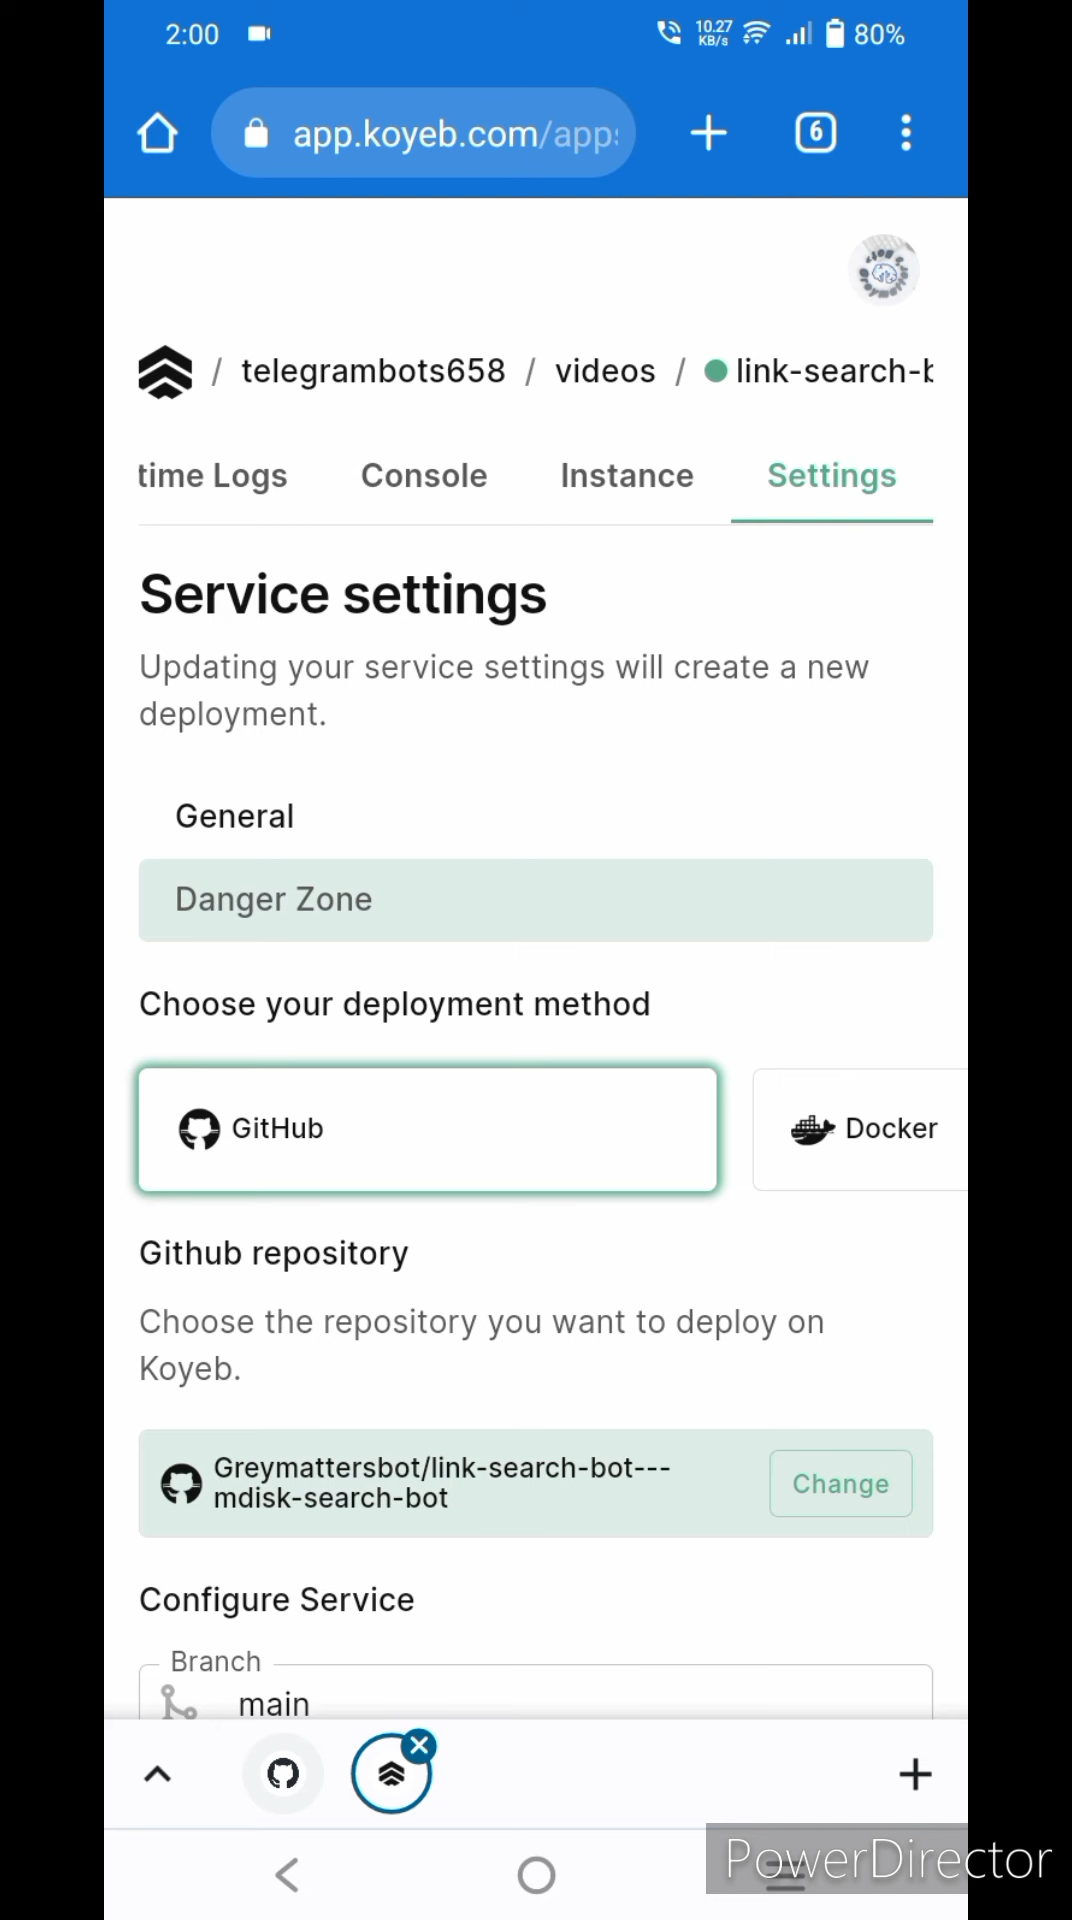 2:00
10.27
KB/s
80%
app.koyeb.com/apps
6
/ telegrambots658 / videos / link-search-b
time Logs
Console
Instance
Settings
Service settings
Updating your service settings will create a new
deployment.
General
Danger Zone
Choose your deployment method
GitHub
Docker
Github repository
Choose the repository you want to deploy on
Koyeb.
Greymattersbot/link-search-bot---
mdisk-search-bot
Change
Configure Service
Branch
main
PowerDirector